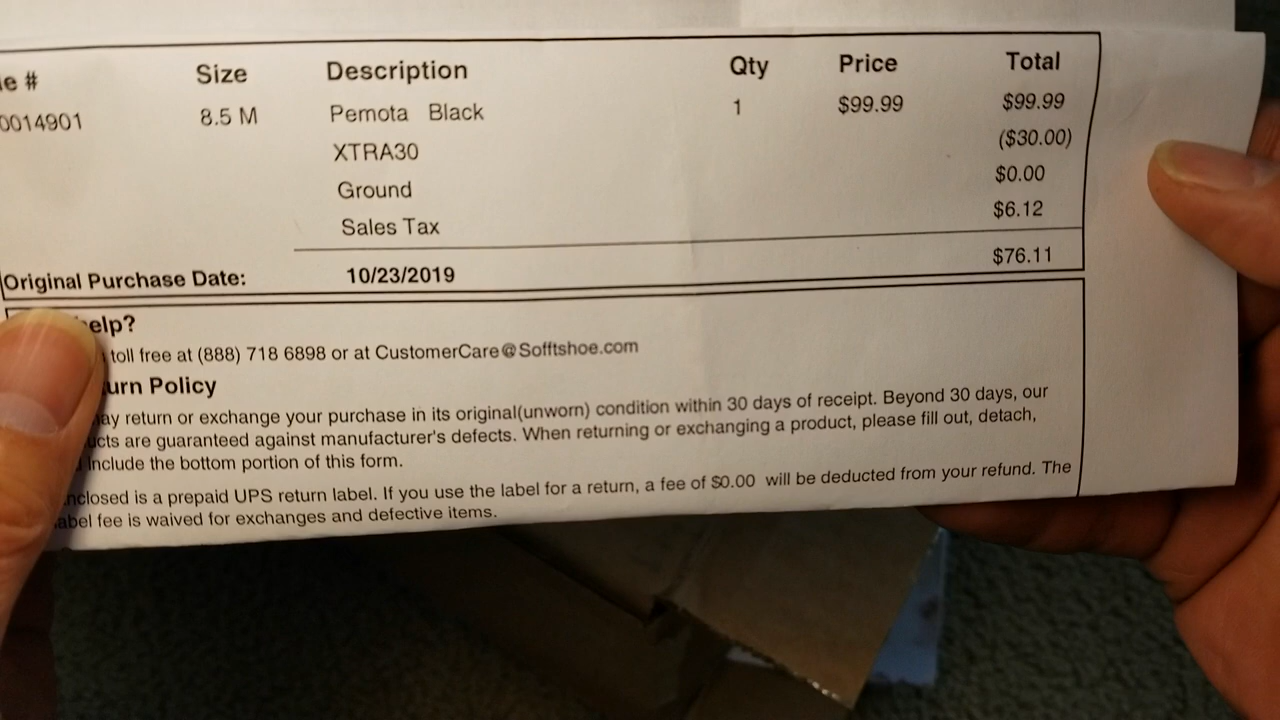 e # Size Description Qty Price Total
0014901 8.5 M Pemota Black 1 $99.99 $99.99
XTRA30 ($30.00)
Ground $0.00
Sales Tax $6.12
$76.11
Original Purchase Date: 10/23/2019
elp?
toll free at (888) 718 6898 or at CustomerCare@Sofftshoe.com
urn Policy
ay return or exchange your purchase in its original(unworn) condition within 30 days of receipt. Beyond 30 days, our
ucts are guaranteed against manufacturer's defects. When returning or exchanging a product, please fill out, detach,
include the bottom portion of this form.
nclosed is a prepaid UPS return label. If you use the label for a return, a fee of $0.00 will be deducted from your refund. The
abel fee is waived for exchanges and defective items.